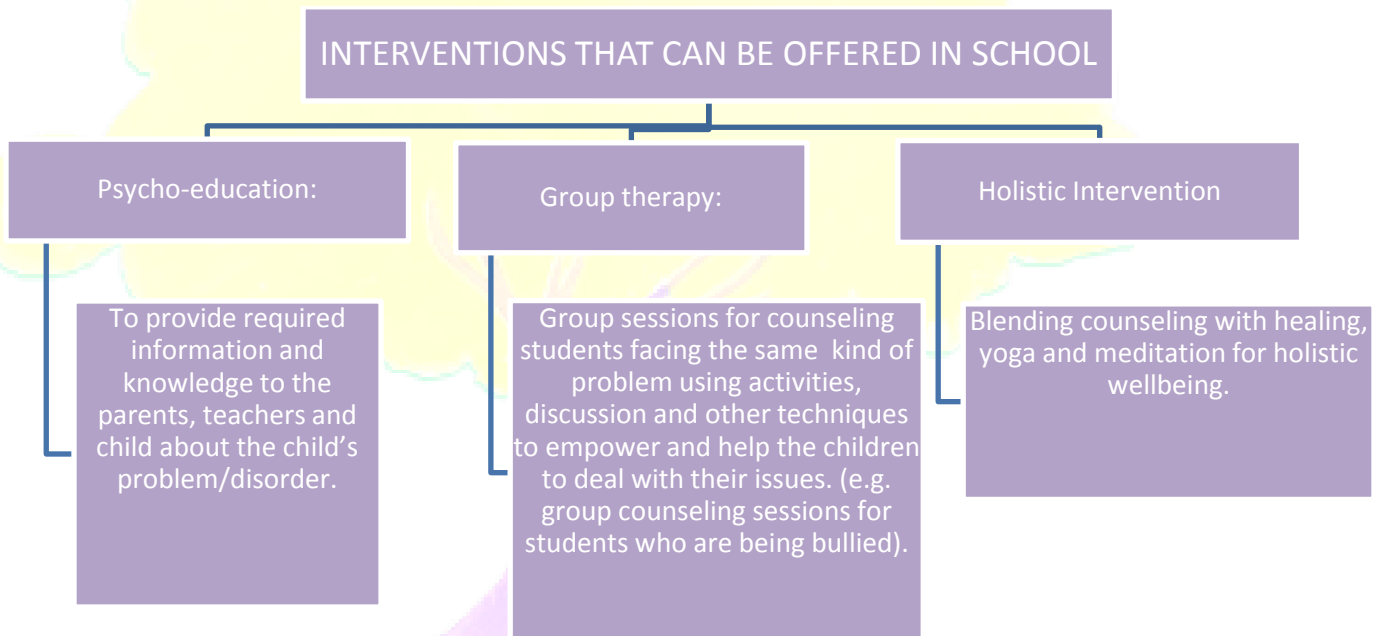 INTERVENTIONS THAT CAN BE OFFERED IN SCHOOL
Psycho-education:
To provide required
information and
knowledge to the
parents, teachers and
child about the child’s
problem/disorder.
Group therapy:
Group sessions for counseling
students facing the same kind of
problem using activities,
discussion and other techniques
to empower and help the children
to deal with their issues. (e.g.
group counseling sessions for
students who are being bullied).
Holistic Intervention
Blending counseling with healing,
yoga and meditation for holistic
wellbeing.